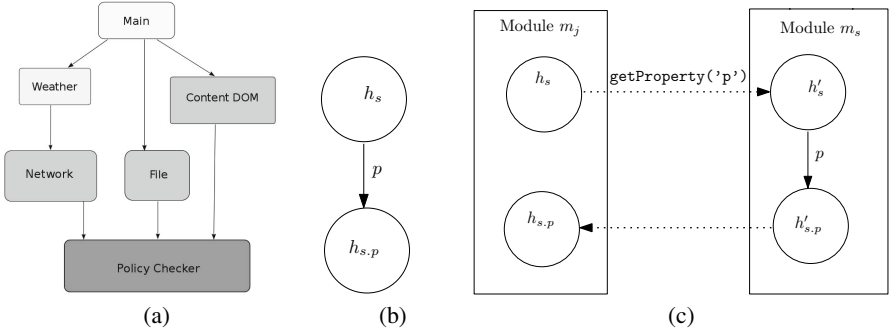 Main
Weather
Content DOM
Network
File
Policy Checker
(a)
h_s
p
h_{s.p}
(b)
Module m_j
Module m_s
h_s
getProperty('p')
h'_s
p
h_{s.p}
h'_{s.p}
(c)